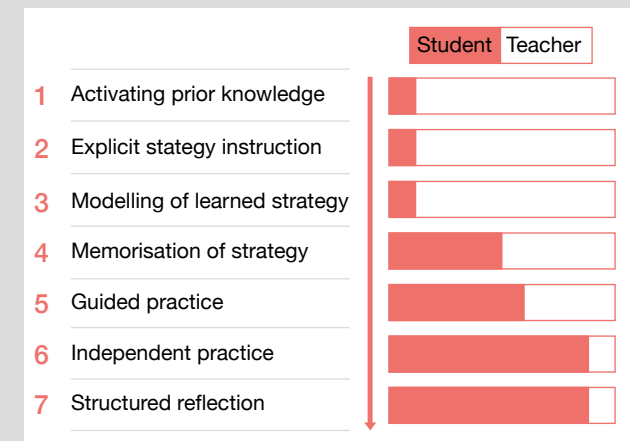 Student Teacher
1 Activating prior knowledge
2 Explicit stategy instruction
3 Modelling of learned strategy
4 Memorisation of strategy
5 Guided practice
6 Independent practice
7 Structured reflection